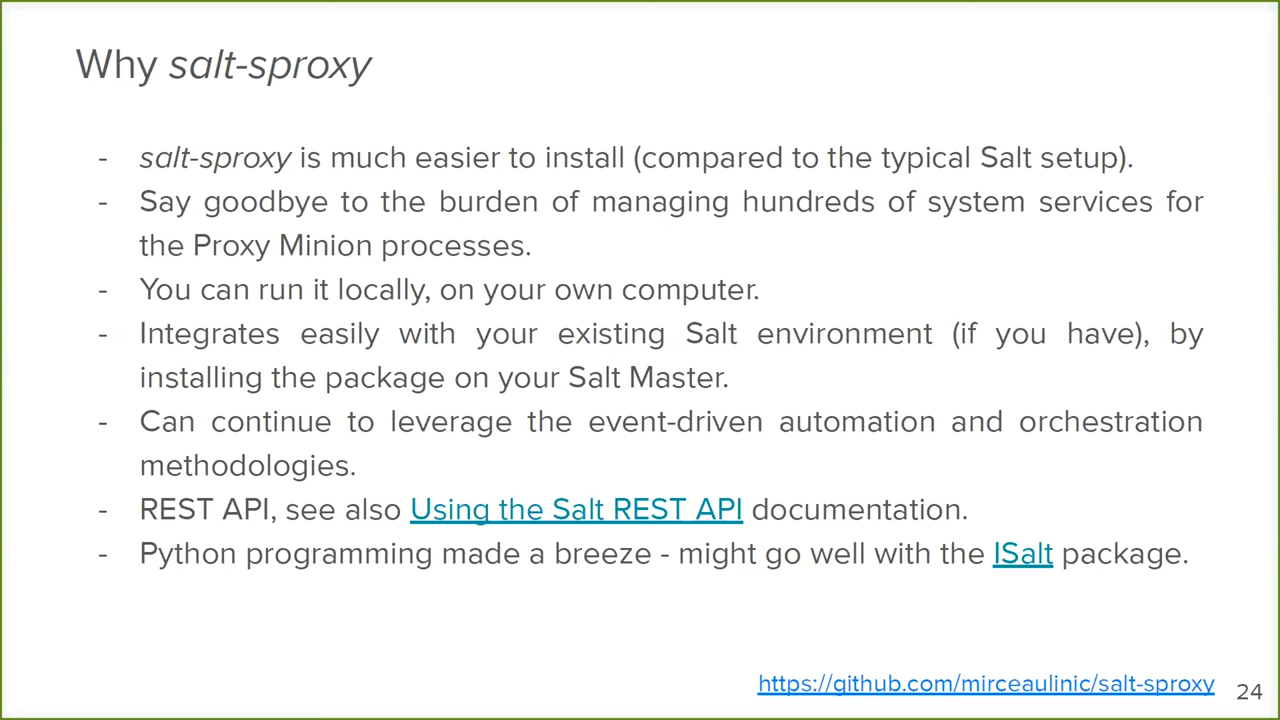 Why salt-sproxy
- salt-sproxy is much easier to install (compared to the typical Salt setup).
- Say goodbye to the burden of managing hundreds of system services for
the Proxy Minion processes.
- You can run it locally, on your own computer.
- Integrates easily with your existing Salt environment (if you have), by
installing the package on your Salt Master.
- Can continue to leverage the event-driven automation and orchestration
methodologies.
- REST API, see also Using the Salt REST API documentation.
- Python programming made a breeze - might go well with the ISalt package.
https://github.com/mirceaulinic/salt-sproxy 24